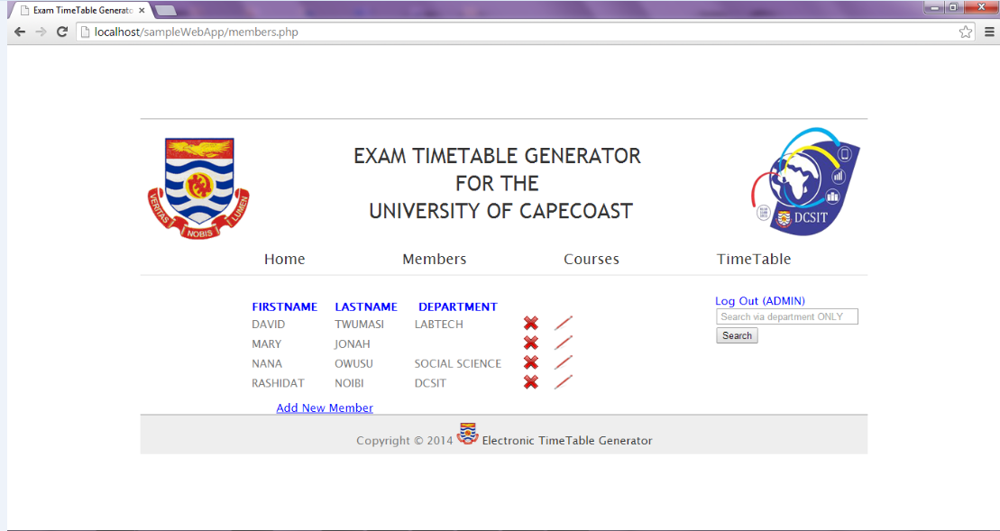 Exam TimeTable Generato
localhost/sampleWebApp/members.php
VERITAS NOBIS LUMEN
EXAM TIMETABLE GENERATOR
FOR THE
UNIVERSITY OF CAPECOAST
DCSIT
Home Members Courses TimeTable
FIRSTNAME LASTNAME DEPARTMENT
DAVID TWUMASI LABTECH
MARY JONAH
NANA OWUSU SOCIAL SCIENCE
RASHIDAT NOIBI DCSIT
Add New Member
Log Out (ADMIN)
Search via department ONLY
Search
Copyright © 2014 Electronic TimeTable Generator